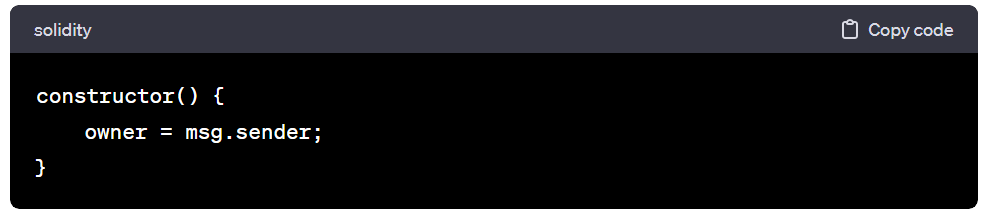 solidity
Copy code
constructor() {
    owner = msg.sender;
}